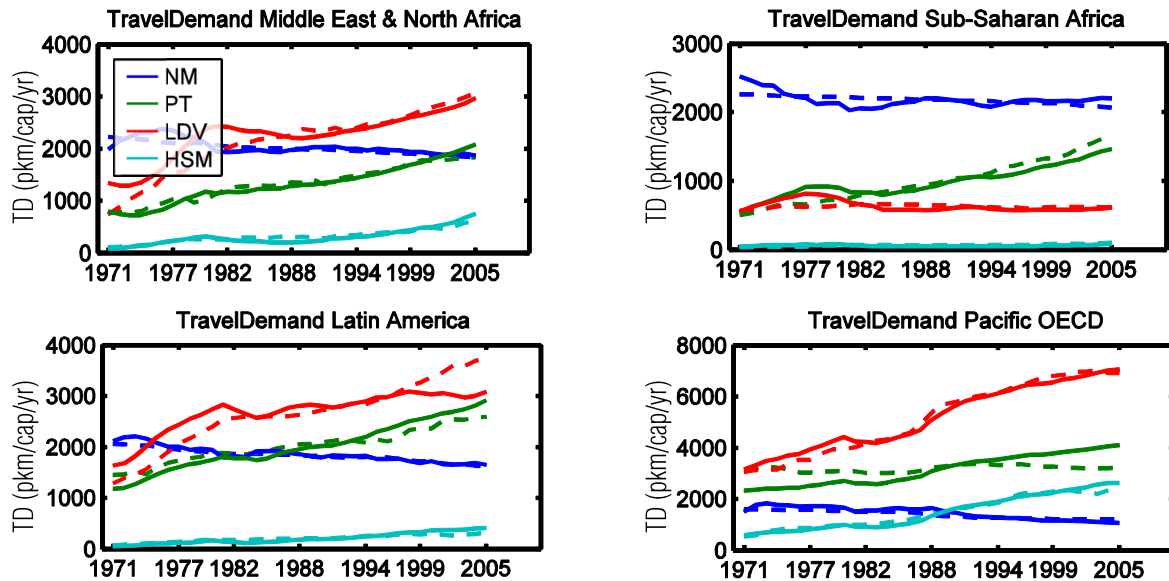 TravelDemand Middle East & North Africa
TD (pkm/cap/yr)
4000
3000
2000
1000
0
NM
PT
LDV
HSM
1971 1977 1982 1988 1994 1999 2005
TravelDemand Sub-Saharan Africa
TD (pkm/cap/yr)
3000
2000
1000
0
1971 1977 1982 1988 1994 1999 2005
TravelDemand Latin America
TD (pkm/cap/yr)
4000
3000
2000
1000
0
1971 1977 1982 1988 1994 1999 2005
TravelDemand Pacific OECD
TD (pkm/cap/yr)
8000
6000
4000
2000
0
1971 1977 1982 1988 1994 1999 2005